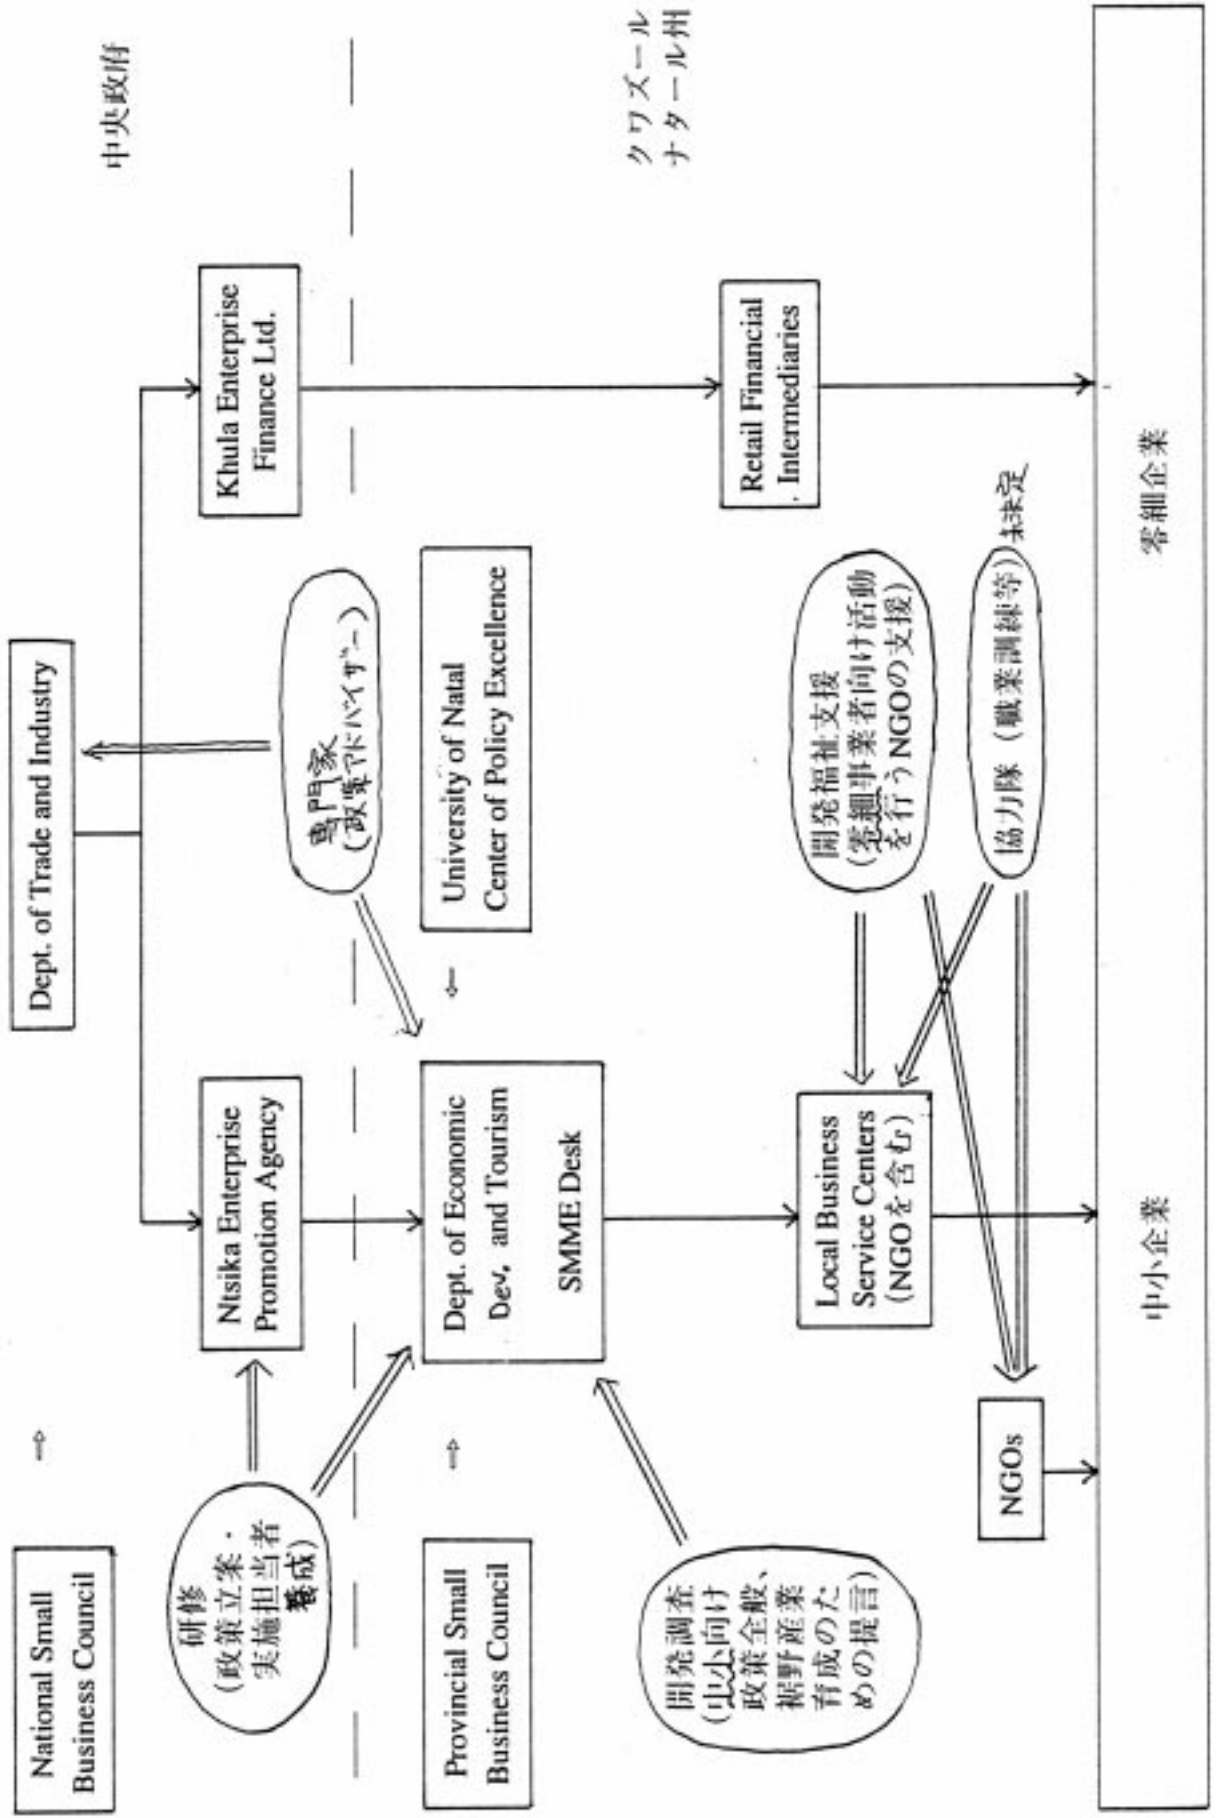 中央政府
Dept. of Trade and Industry
National Small
Business Council
⇒
Ntsika Enterprise
Promotion Agency
Khula Enterprise
Finance Ltd.
研修
(政策立案・
実施担当者
養成)
専門家
(政策アドバイザー)
クワズール
ナタール州
Provincial Small
Business Council
⇒
Dept. of Economic
Dev. and Tourism
SMME Desk
⇐
University of Natal
Center of Policy Excellence
開発調査
(中小向け
政策全般、
裾野産業
育成のた
めの提言)
Local Business
Service Centers
(NGOを含む)
開発福祉支援
(零細事業者向け活動
を行うNGOの支援)
Retail Financial
Intermediaries
NGOs
協力隊 (職業訓練等) 未決定
中小企業
零細企業